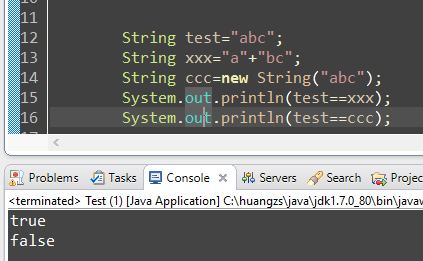 12 String test="abc";
13 String xxx="a"+"bc";
14 String ccc=new String("abc");
15 System.out.println(test==xxx);
16 System.out.println(test==ccc);
Problems Tasks Console Servers Search Projec
<terminated> Test (1) [Java Application] C:\huangzs\java\jdk1.7.0_80\bin\javaw
true
false